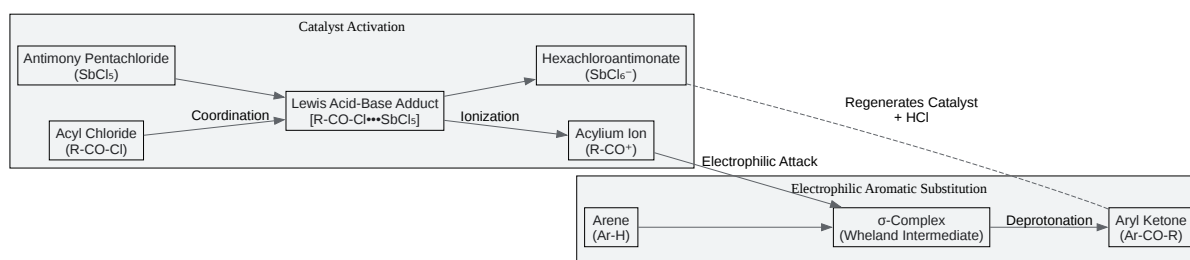 Catalyst Activation
Antimony Pentachloride
(SbCl₅)
Hexachloroantimonate
(SbCl₆⁻)
Lewis Acid-Base Adduct
[R-CO-Cl•••SbCl₅]
Coordination
Ionization
Acyl Chloride
(R-CO-Cl)
Acylium Ion
(R-CO⁺)
Regenerates Catalyst
+ HCl
Electrophilic Attack
Electrophilic Aromatic Substitution
Arene
(Ar-H)
σ-Complex
(Wheland Intermediate)
Deprotonation
Aryl Ketone
(Ar-CO-R)